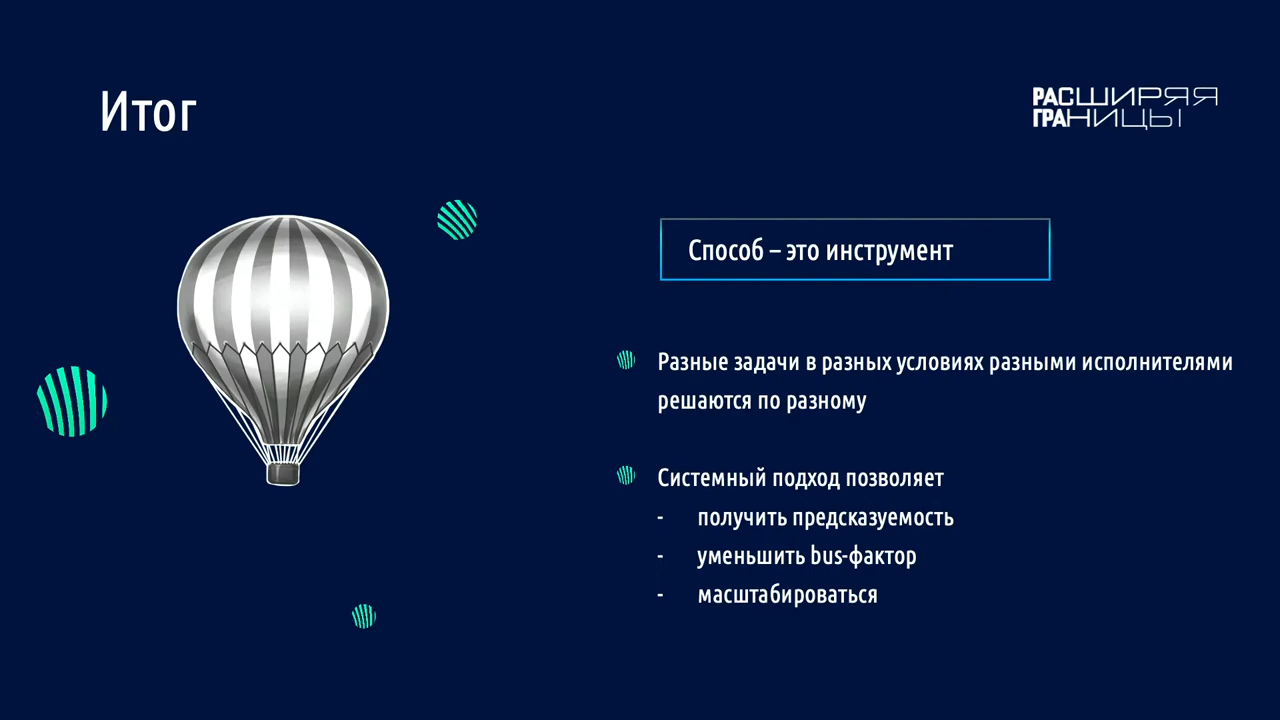 Итог
РАСШИРЯЯ
ГРАНИЦЫ
Способ – это инструмент
Разные задачи в разных условиях разными исполнителями
решаются по разному
Системный подход позволяет
- получить предсказуемость
- уменьшить bus-фактор
- масштабироваться